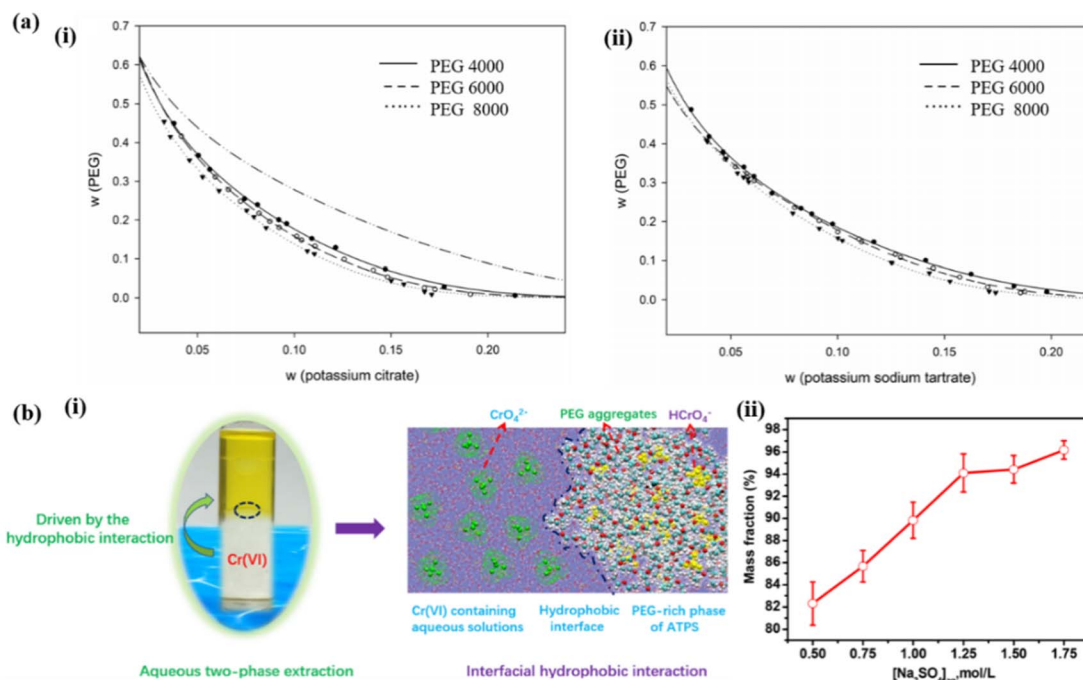 (a)
(i)
0.7
0.6
0.5
0.4
0.3
0.2
0.1
0.0
w (PEG)
PEG 4000
PEG 6000
PEG 8000
0.05 0.10 0.15 0.20
w (potassium citrate)
(ii)
0.7
0.6
0.5
0.4
0.3
0.2
0.1
0.0
w (PEG)
PEG 4000
PEG 6000
PEG 8000
0.05 0.10 0.15 0.20
w (potassium sodium tartrate)
(b)
(i)
Driven by the
hydrophobic interaction
Cr(VI)
Aqueous two-phase extraction
CrO₄²⁻ PEG aggregates HCrO₄⁻
Cr(VI) containing
aqueous solutions
Hydrophobic
interface
PEG-rich phase
of ATPS
Interfacial hydrophobic interaction
(ii)
98
96
94
92
90
88
86
84
82
80
Mass fraction (%)
0.50 0.75 1.00 1.25 1.50 1.75
mol/L